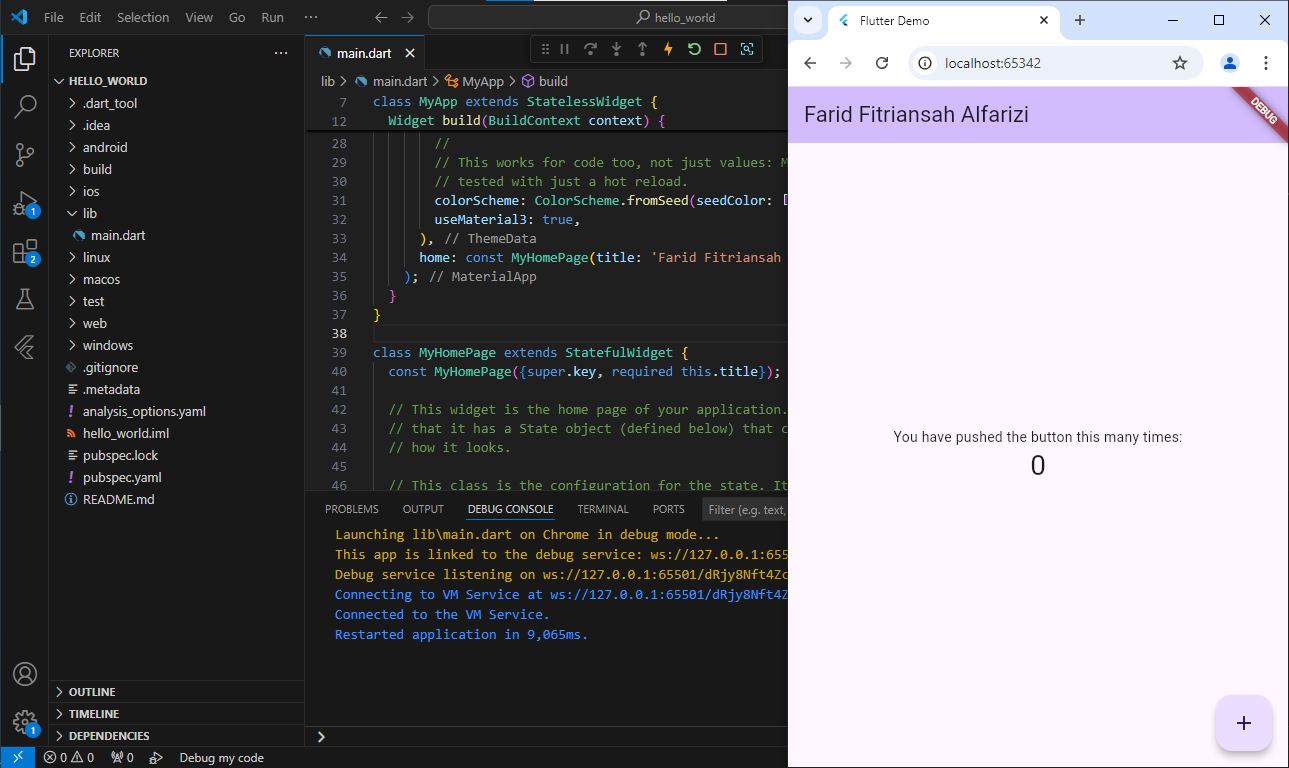 File Edit Selection View Go Run ··· hello_world
EXPLORER ···
HELLO_WORLD
.dart_tool
.idea
android
build
ios
lib
main.dart
linux
macos
test
web
windows
.gitignore
.metadata
! analysis_options.yaml
hello_world.iml
pubspec.lock
! pubspec.yaml
README.md
OUTLINE
TIMELINE
DEPENDENCIES
1
2
1
main.dart
lib > main.dart > MyApp > build
7 class MyApp extends StatelessWidget {
12 Widget build(BuildContext context) {
28 //
29 // This works for code too, not just values:
30 // tested with just a hot reload.
31 colorScheme: ColorScheme.fromSeed(seedColor:
32 useMaterial3: true,
33 ), // ThemeData
34 home: const MyHomePage(title: 'Farid Fitriansah
35 ); // MaterialApp
36 }
37 }
38
39 class MyHomePage extends StatefulWidget {
40 const MyHomePage({super.key, required this.title});
41
42 // This widget is the home page of your application.
43 // that it has a State object (defined below) that c
44 // how it looks.
45
46 // This class is the configuration for the state. It
PROBLEMS OUTPUT DEBUG CONSOLE TERMINAL PORTS Filter (e.g. text,
Launching lib\main.dart on Chrome in debug mode...
This app is linked to the debug service: ws://127.0.0.1:655
Debug service listening on ws://127.0.0.1:65501/dRjy8Nft4Zc
Connecting to VM Service at ws://127.0.0.1:65501/dRjy8Nft4Z
Connected to the VM Service.
Restarted application in 9,065ms.
0 0 0 Debug my code
Flutter Demo
localhost:65342
Farid Fitriansah Alfarizi
DEBUG
You have pushed the button this many times:
0
+